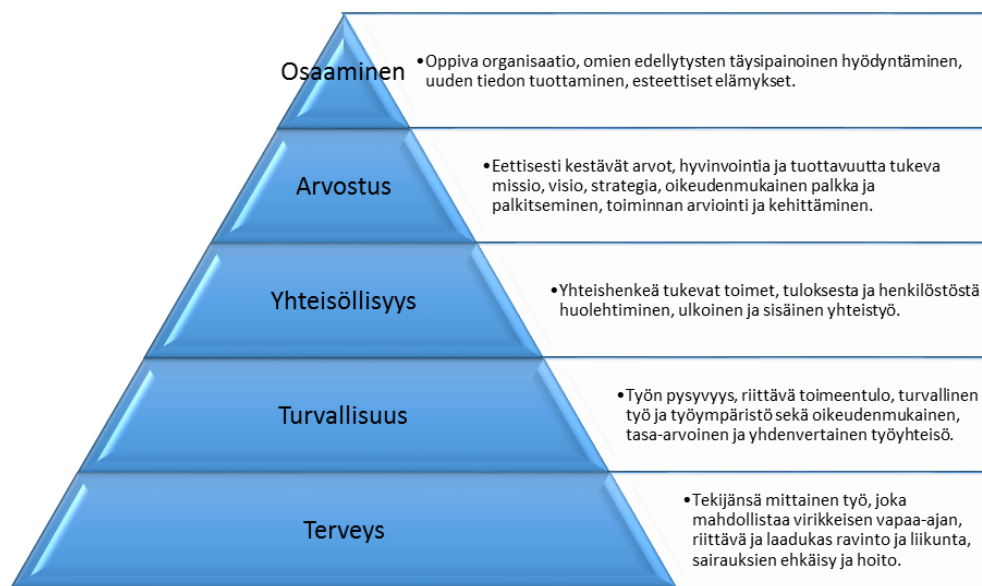 Osaaminen
•Oppiva organisaatio, omien edellytysten täysipainoinen hyödyntäminen,
uuden tiedon tuottaminen, esteettiset elämykset.
Arvostus
•Eettisesti kestävät arvot, hyvinvointia ja tuottavuutta tukeva
missio, visio, strategia, oikeudenmukainen palkka ja
palkitseminen, toiminnan arviointi ja kehittäminen.
Yhteisöllisyys
•Yhteishenkeä tukevat toimet, tuloksesta ja henkilöstöstä
huolehtiminen, ulkoinen ja sisäinen yhteistyö.
Turvallisuus
•Työn pysyvyys, riittävä toimeentulo, turvallinen
työ ja työympäristö sekä oikeudenmukainen,
tasa-arvoinen ja yhdenvertainen työyhteisö.
Terveys
•Tekijänsä mittainen työ, joka
mahdollistaa virikkeisen vapaa-ajan,
riittävä ja laadukas ravinto ja liikunta,
sairauksien ehkäisy ja hoito.